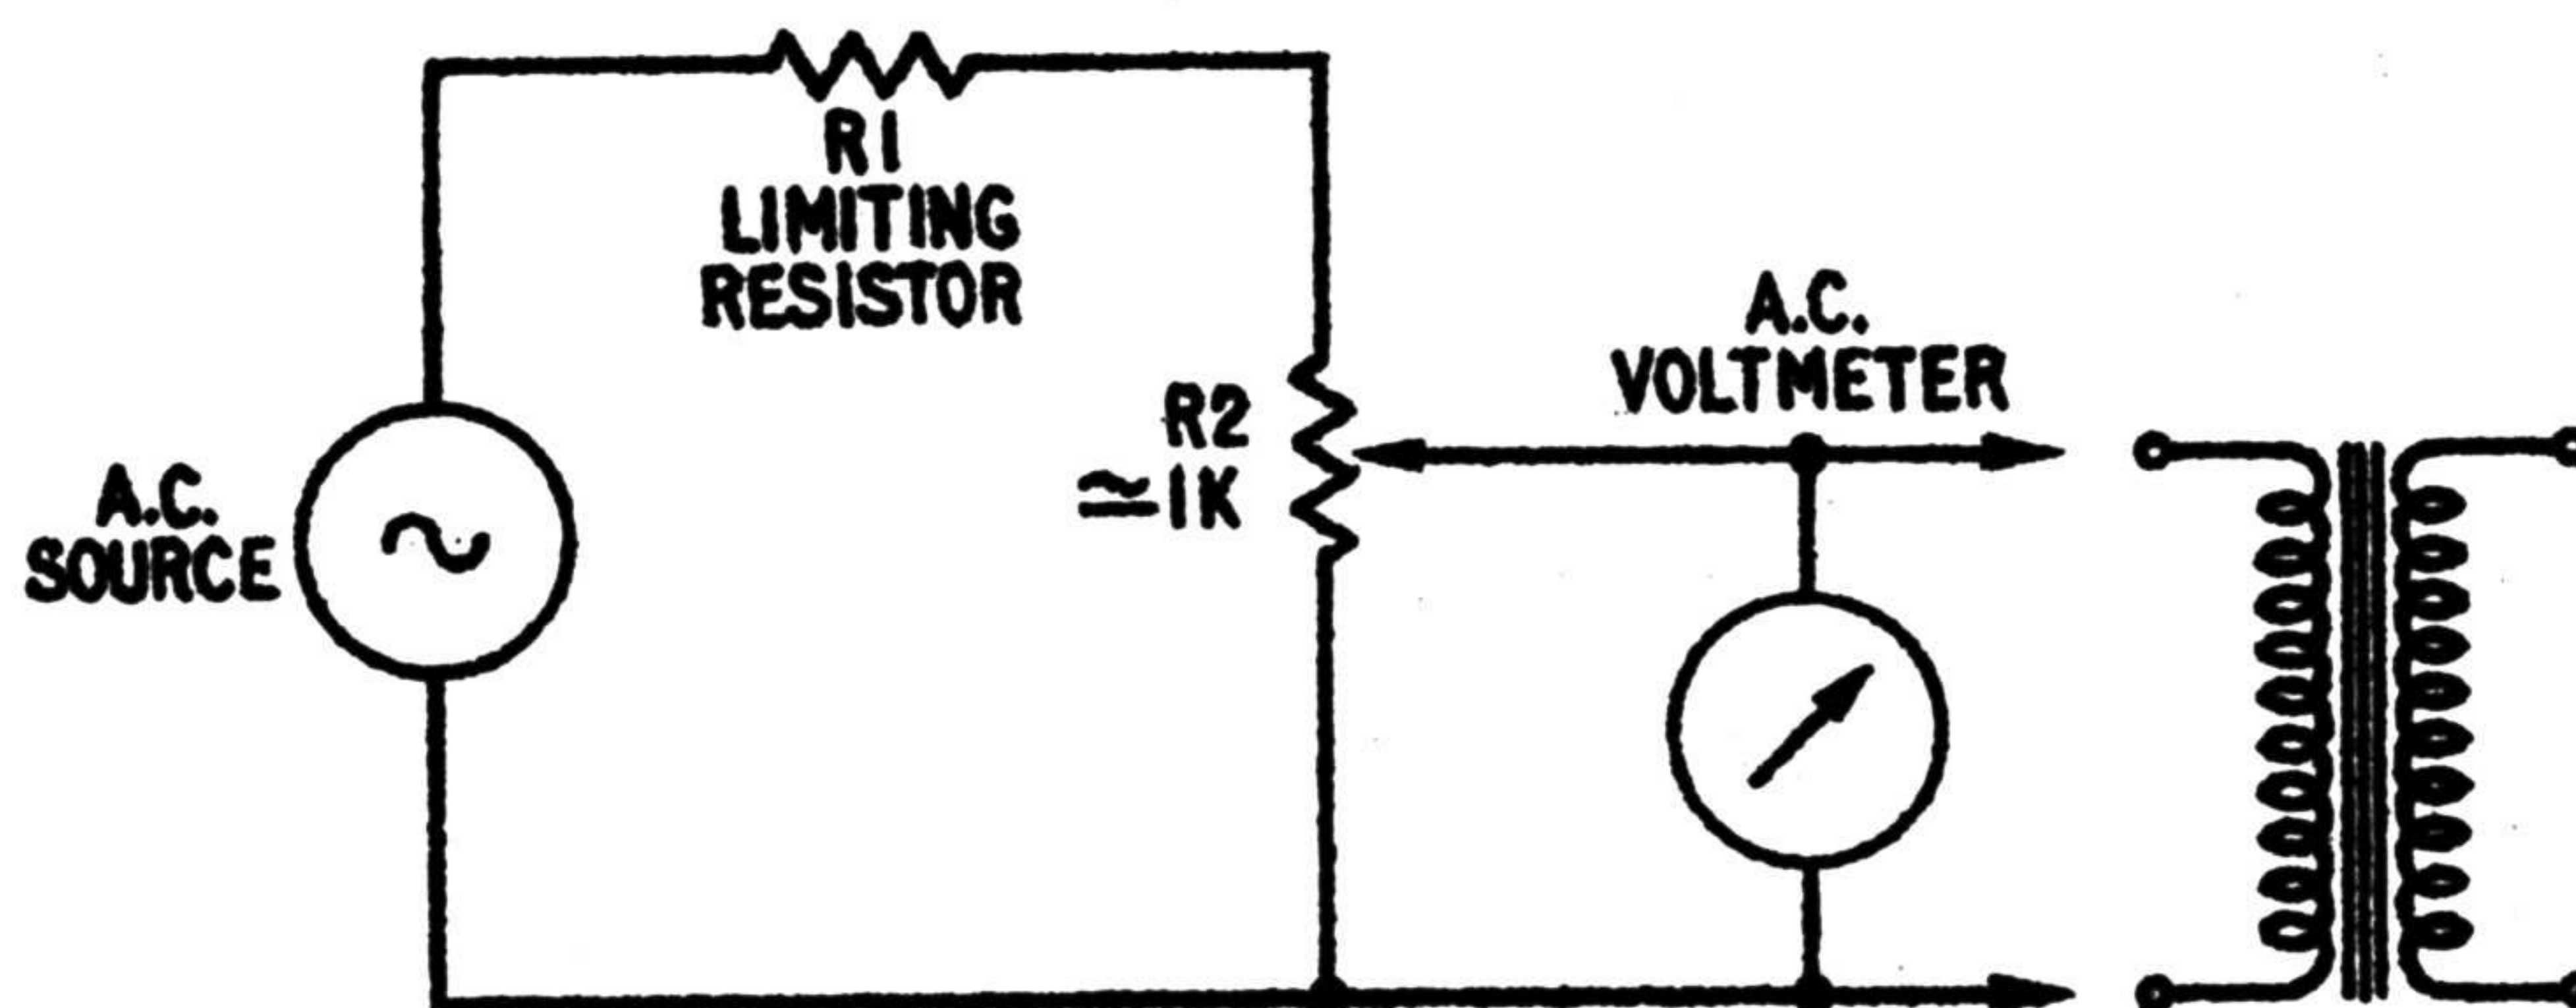 R1
LIMITING
RESISTOR
A.C.
VOLTMETER
R2
≃1K
A.C.
SOURCE